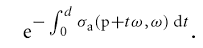 e^{-\int_0^d \sigma_a(p+t\omega,\omega) \, dt}.